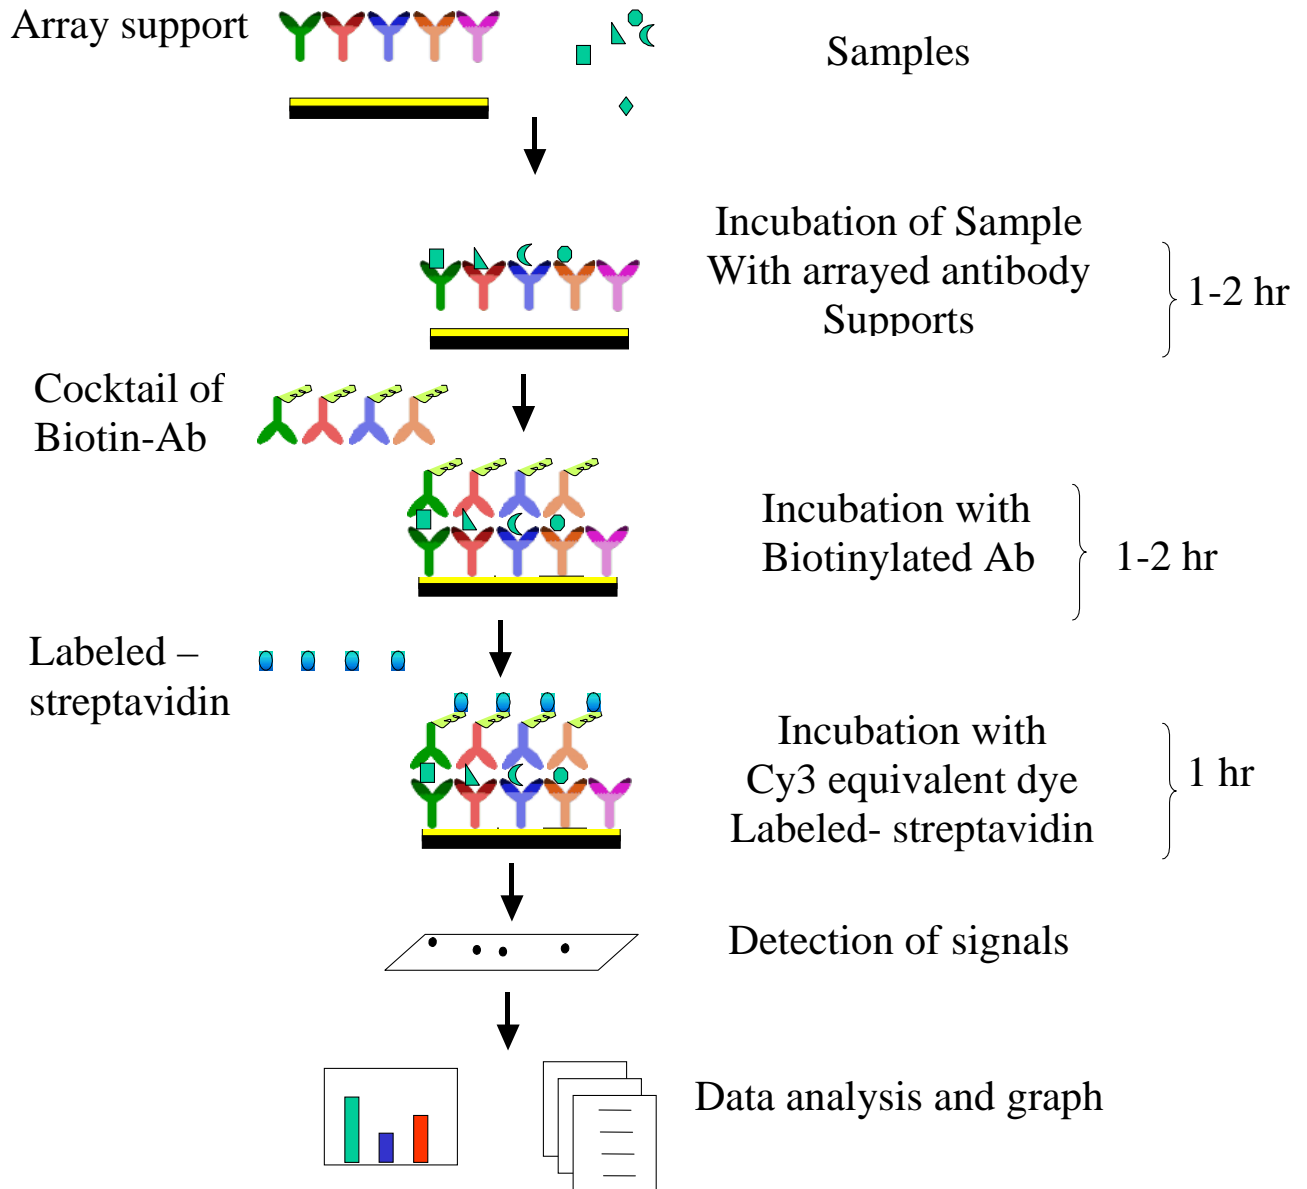 Array support
Samples
Incubation of Sample
With arrayed antibody
Supports
1-2 hr
Cocktail of
Biotin-Ab
Incubation with
Biotinylated Ab
1-2 hr
Labeled –
streptavidin
Incubation with
Cy3 equivalent dye
Labeled- streptavidin
1 hr
Detection of signals
Data analysis and graph